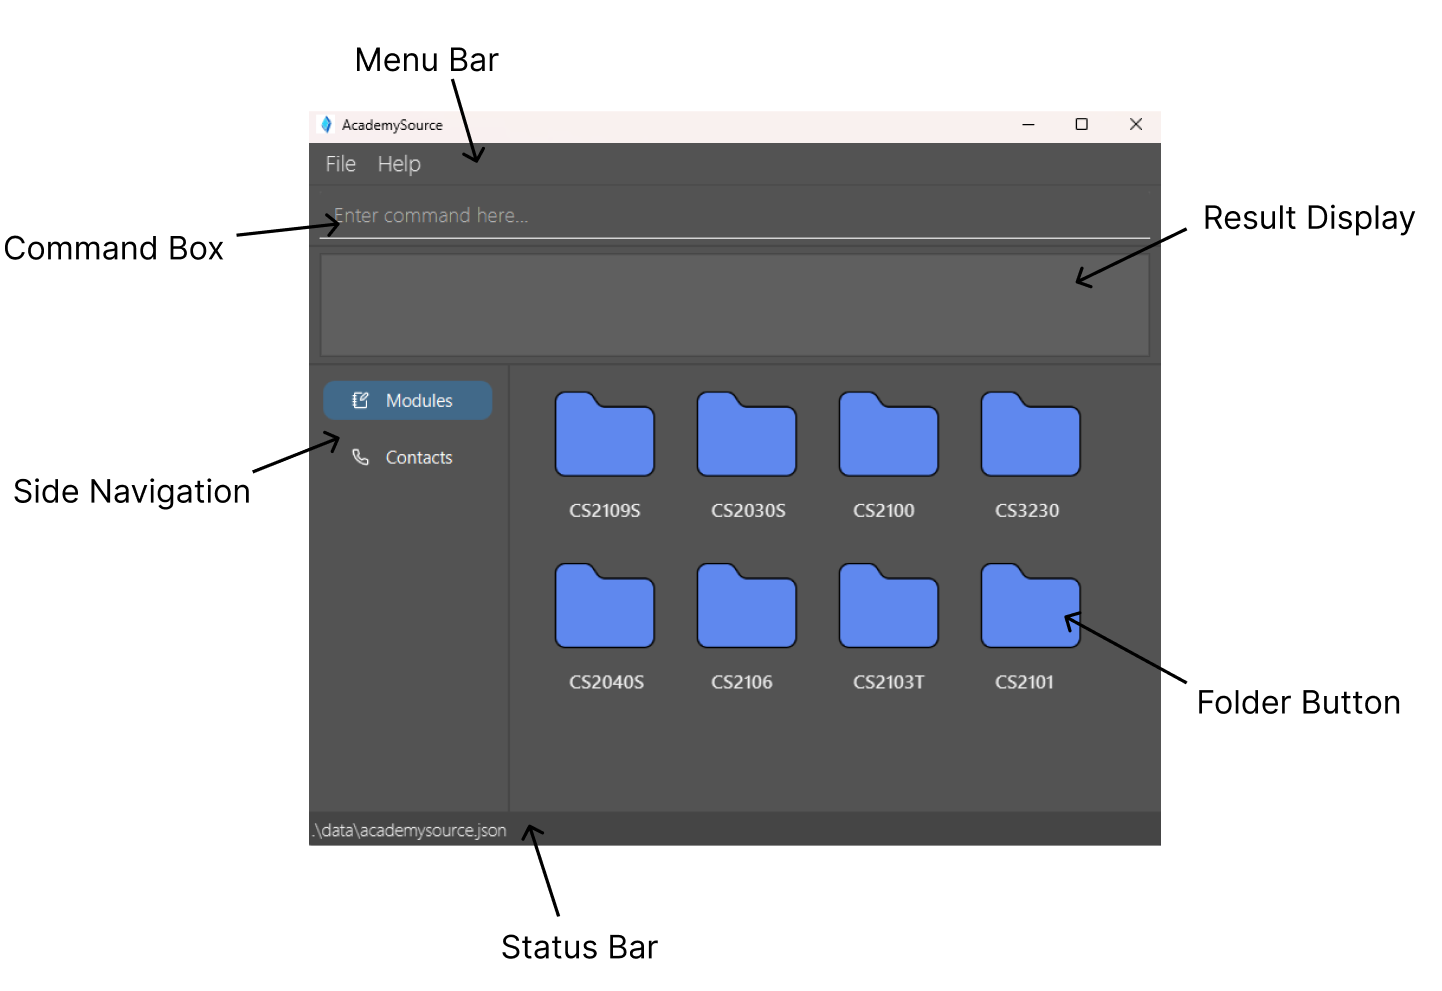 Menu Bar
AcademySource
File Help
Enter command here...
Command Box
Result Display
Modules
Contacts
Side Navigation
CS2109S CS2030S CS2100 CS3230
CS2040S CS2106 CS2103T CS2101
Folder Button
.\data\academysource.json
Status Bar